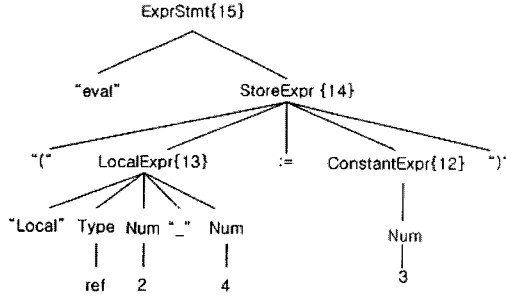 ExprStmt{15}
“eval” StoreExpr {14}
“(“ LocalExpr{13} := ConstantExpr{12} “)”
“Local” Type Num “_” Num Num
ref 2 4 3